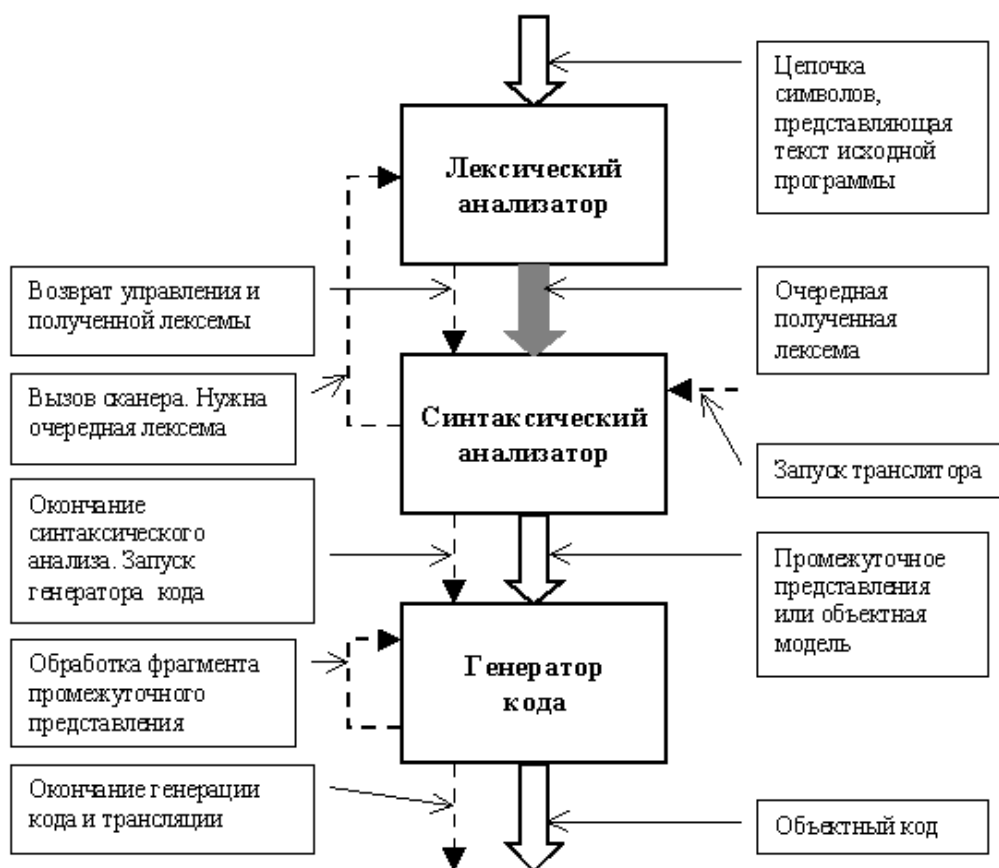 Цепочка
символов,
представляющая
текст исходной
программы
Лексический
анализатор
Возврат управления и
полученной лексемы
Очередная
полученная
лексема
Вызов сканера. Нужна
очередная лексема
Синтаксический
анализатор
Запуск транслятора
Окончание
синтаксического
анализа. Запуск
генератора кода
Промежуточное
представления
или объектная
модель
Обработка фрагмента
промежуточного
представления
Генератор
кода
Окончание генерации
кода и трансляции
Объектный код